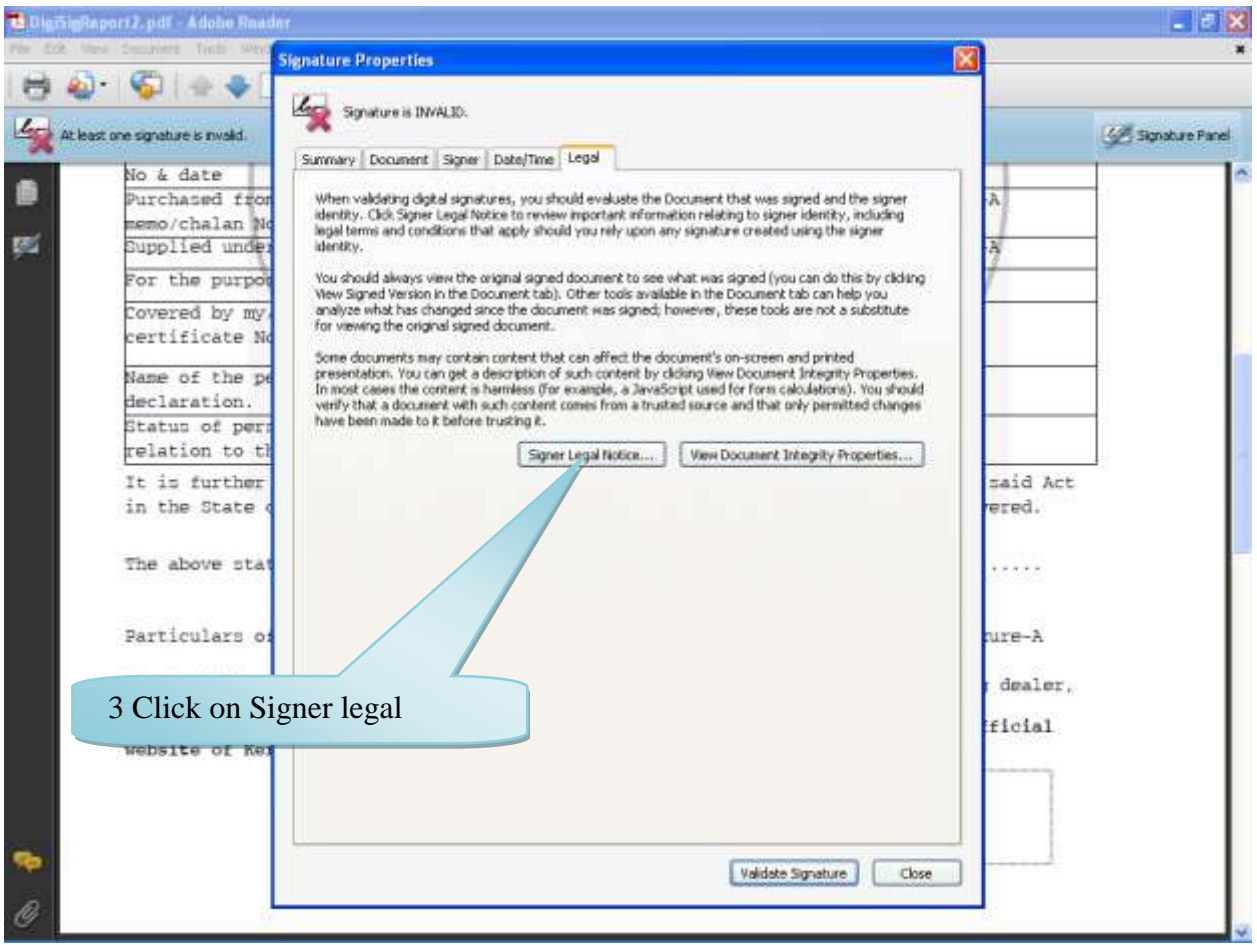 DigiSigReport2.pdf - Adobe Reader
File Edit View Document Tools
Signature Properties
Signature is INVALID.
At least one signature is invalid.
Signature Panel
Summary Document Signer Date/Time Legal
When validating digital signatures, you should evaluate the Document that was signed and the signer
identity. Click Signer Legal Notice to review important information relating to signer identity, including
legal terms and conditions that apply should you rely upon any signature created using the signer
identity.
You should always view the original signed document to see what was signed (you can do this by clicking
View Signed Version in the Document tab). Other tools available in the Document tab can help you
analyze what has changed since the document was signed; however, these tools are not a substitute
for viewing the original signed document.
Some documents may contain content that can affect the document's on-screen and printed
presentation. You can get a description of such content by clicking View Document Integrity Properties.
In most cases the content is harmless (for example, a JavaScript used for form calculations). You should
verify that a document with such content comes from a trusted source and that only permitted changes
have been made to it before trusting it.
Signer Legal Notice... View Document Integrity Properties...
No & date
Purchased from -A
memo/chalan No
Supplied under -A
For the purpos
Covered by my
certificate No
Name of the pe
declaration.
Status of pers
relation to th
It is further said Act
in the State ered.
The above stat .....
Particulars of ure-A
dealer,
3 Click on Signer legal
fficial
website of Ker
Validate Signature Close